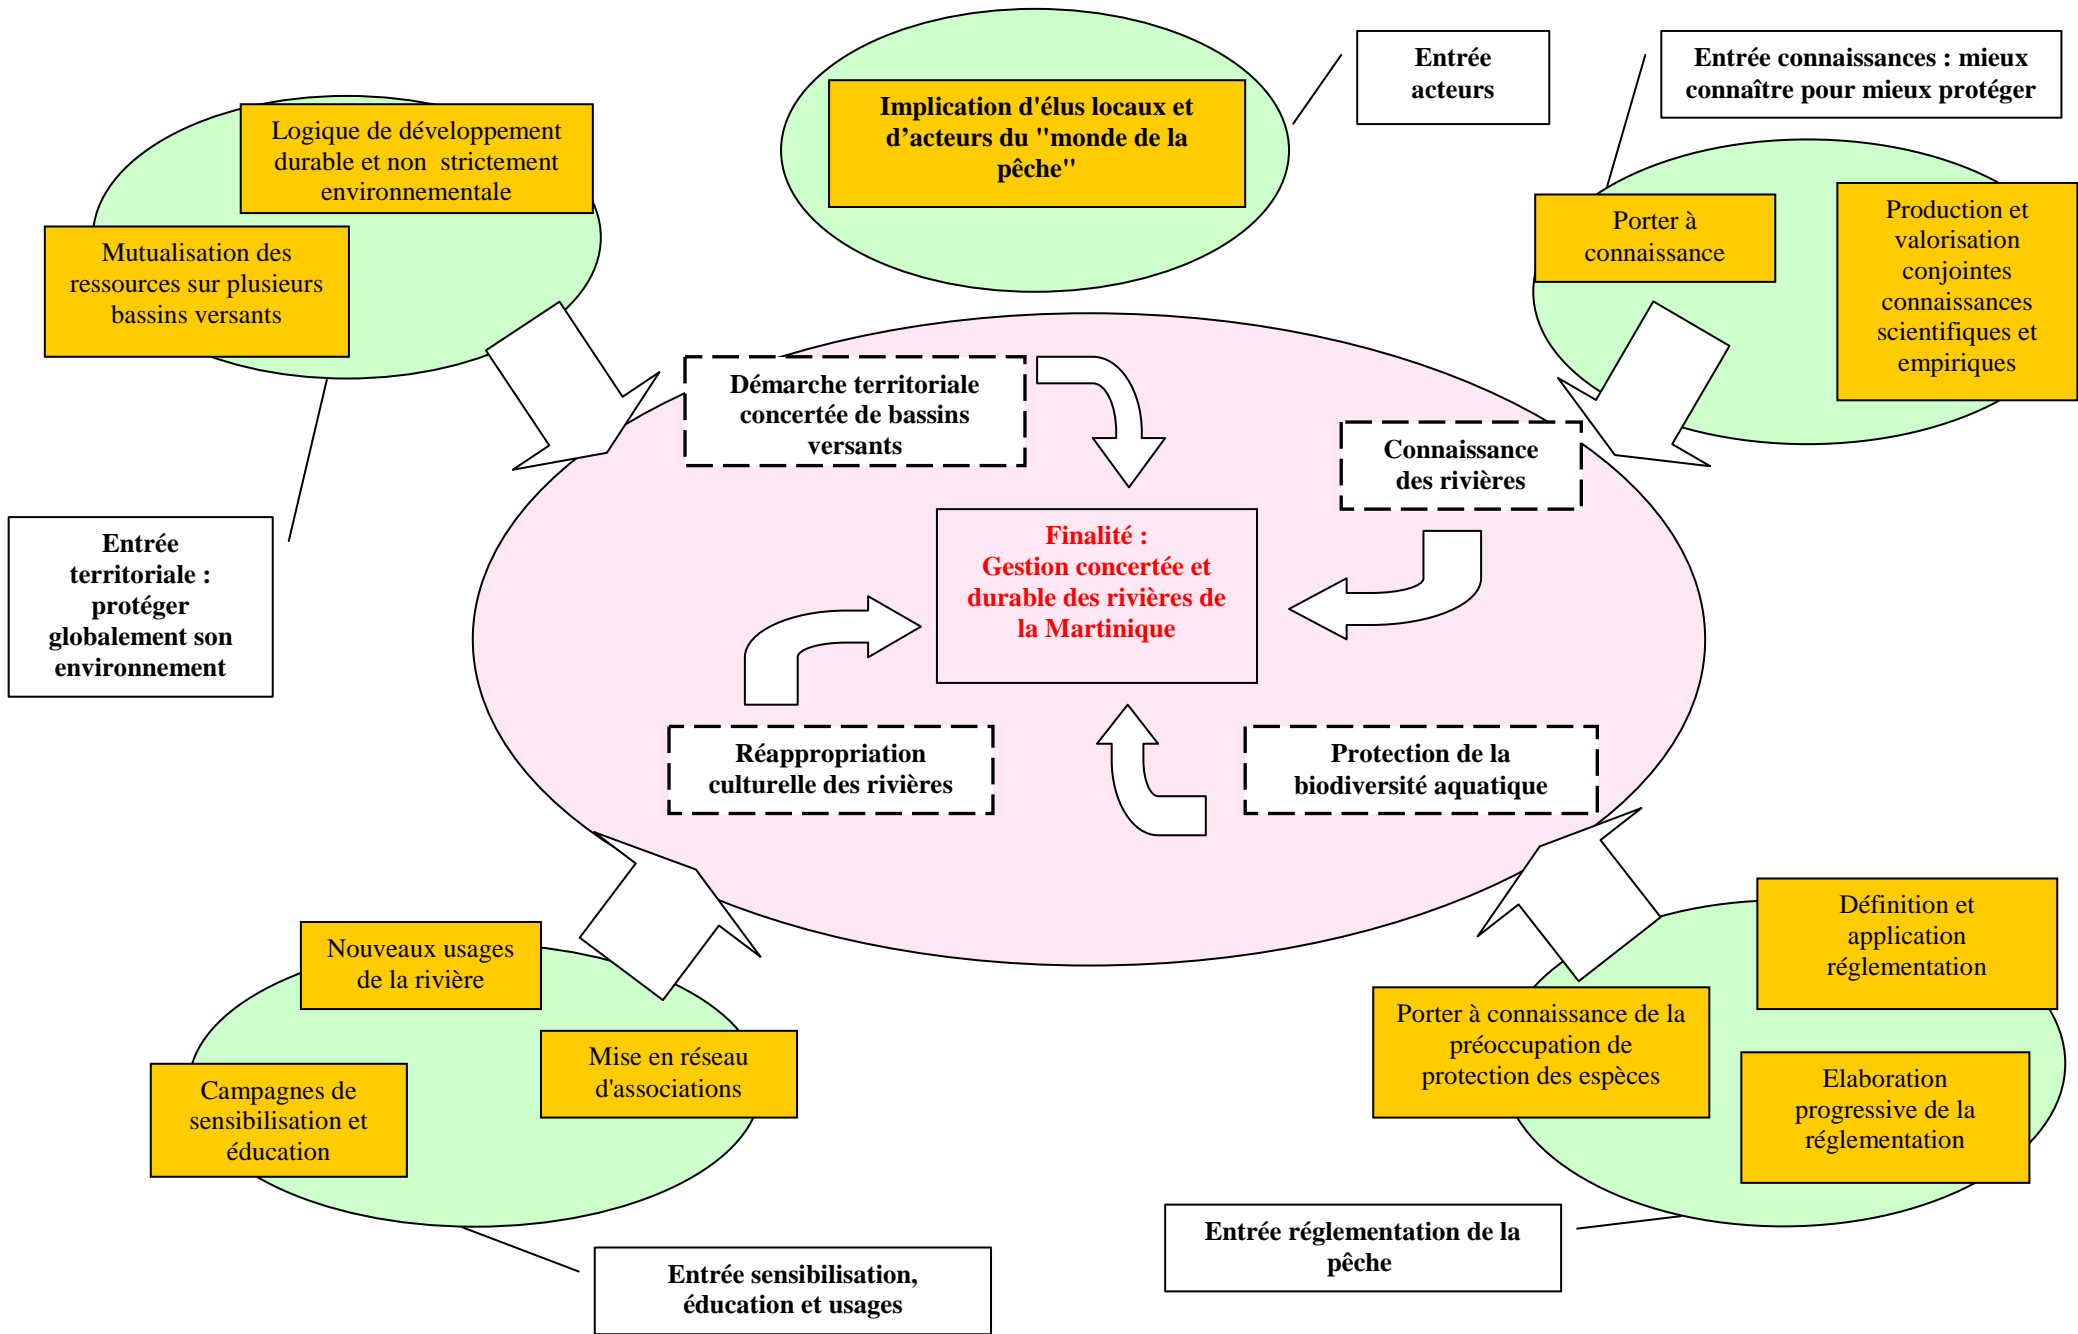 Entrée
acteurs
Entrée connaissances : mieux
connaître pour mieux protéger
Implication d'élus locaux et
d’acteurs du "monde de la
pêche"
Logique de développement
durable et non strictement
environnementale
Mutualisation des
ressources sur plusieurs
bassins versants
Porter à
connaissance
Production et
valorisation
conjointes
connaissances
scientifiques et
empiriques
Démarche territoriale
concertée de bassins
versants
Connaissance
des rivières
Entrée
territoriale :
protéger
globalement son
environnement
Finalité :
Gestion concertée et
durable des rivières de
la Martinique
Réappropriation
culturelle des rivières
Protection de la
biodiversité aquatique
Nouveaux usages
de la rivière
Mise en réseau
d'associations
Campagnes de
sensibilisation et
éducation
Définition et
application
réglementation
Porter à connaissance de la
préoccupation de
protection des espèces
Elaboration
progressive de la
réglementation
Entrée sensibilisation,
éducation et usages
Entrée réglementation de la
pêche